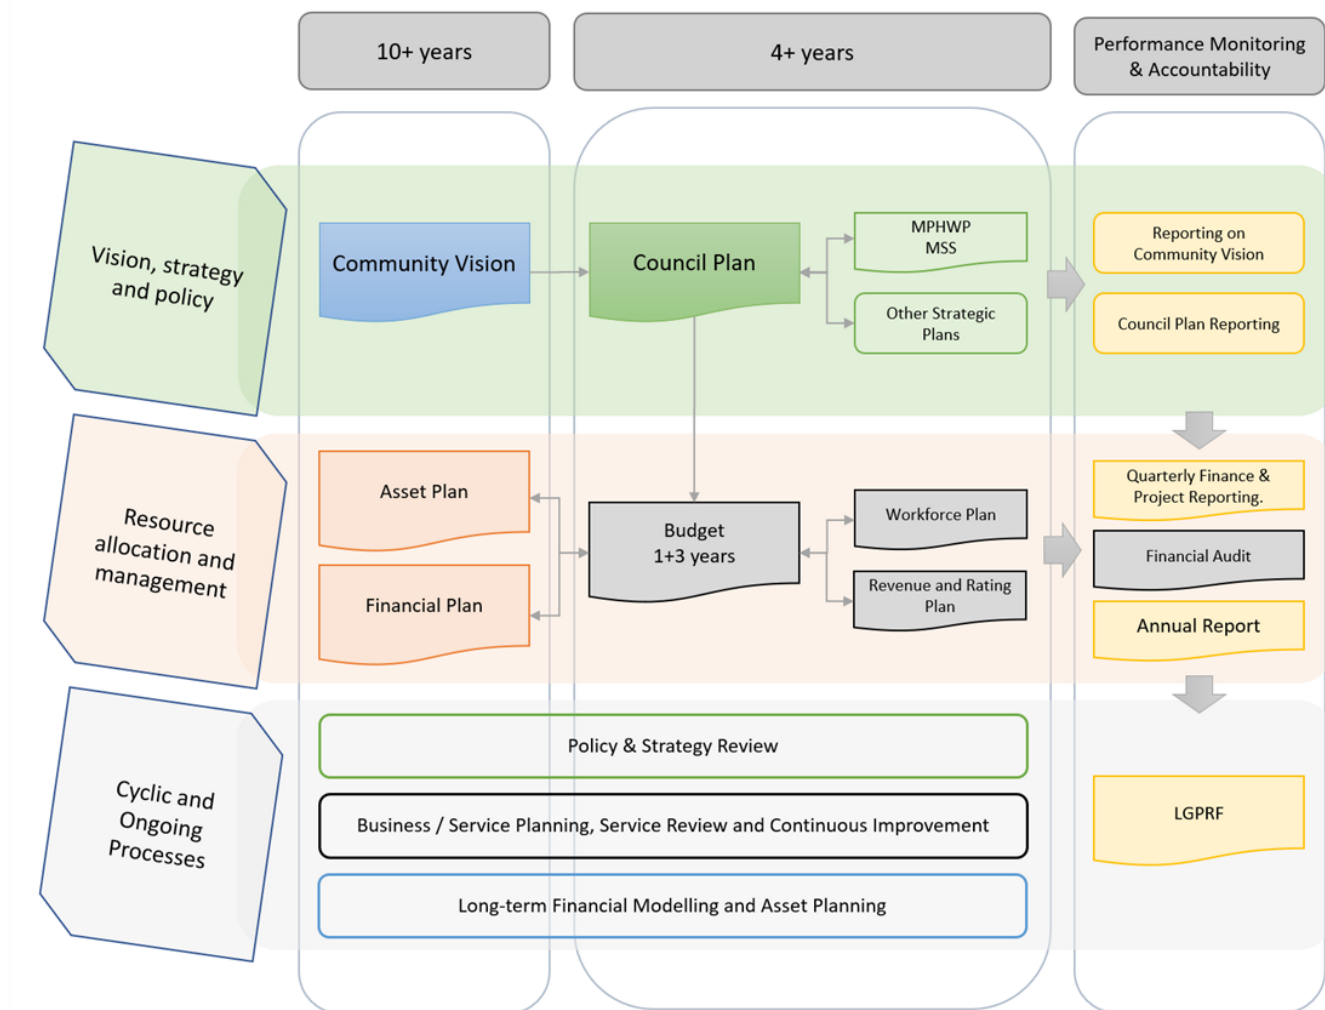 10+ years
4+ years
Performance Monitoring
& Accountability
Vision, strategy
and policy
Community Vision
Council Plan
MPHWP
MSS
Other Strategic
Plans
Reporting on
Community Vision
Council Plan Reporting
Resource
allocation and
management
Asset Plan
Financial Plan
Budget
1+3 years
Workforce Plan
Revenue and Rating
Plan
Quarterly Finance &
Project Reporting.
Financial Audit
Annual Report
Cyclic and
Ongoing
Processes
Policy & Strategy Review
Business / Service Planning, Service Review and Continuous Improvement
Long-term Financial Modelling and Asset Planning
LGPRF